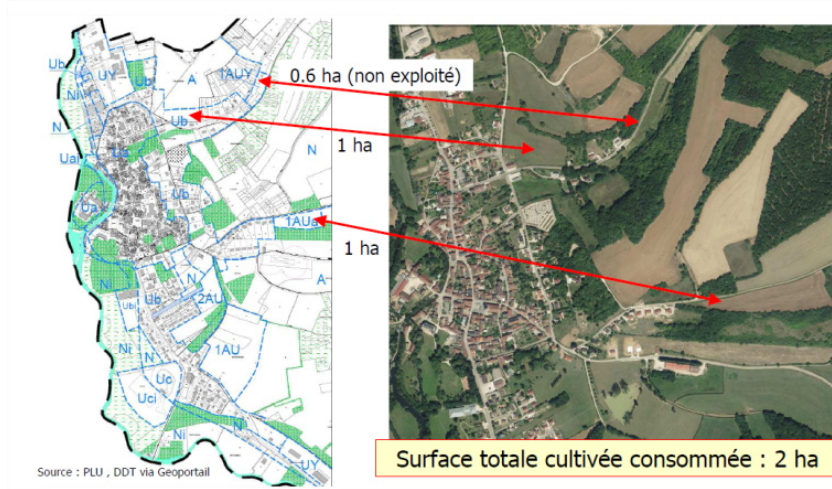 Ub
UY
Ub
A
1AUY
0.6 ha (non exploité)
Ni
N
Ub
1 ha
N
Uai
Ua
Ub
1AUa
1 ha
Ni
N
A
Ub
2AU
Ubi
Ni
N
1AU
Uc
Uci
N
Ni
UY
Source : PLU , DDT via Geoportail
Surface totale cultivée consommée : 2 ha